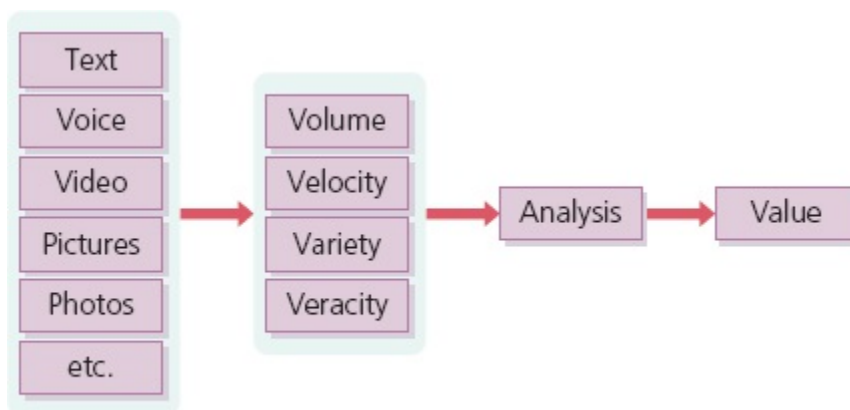 Text
Voice
Video
Pictures
Photos
etc.
Volume
Velocity
Variety
Veracity
Analysis
Value